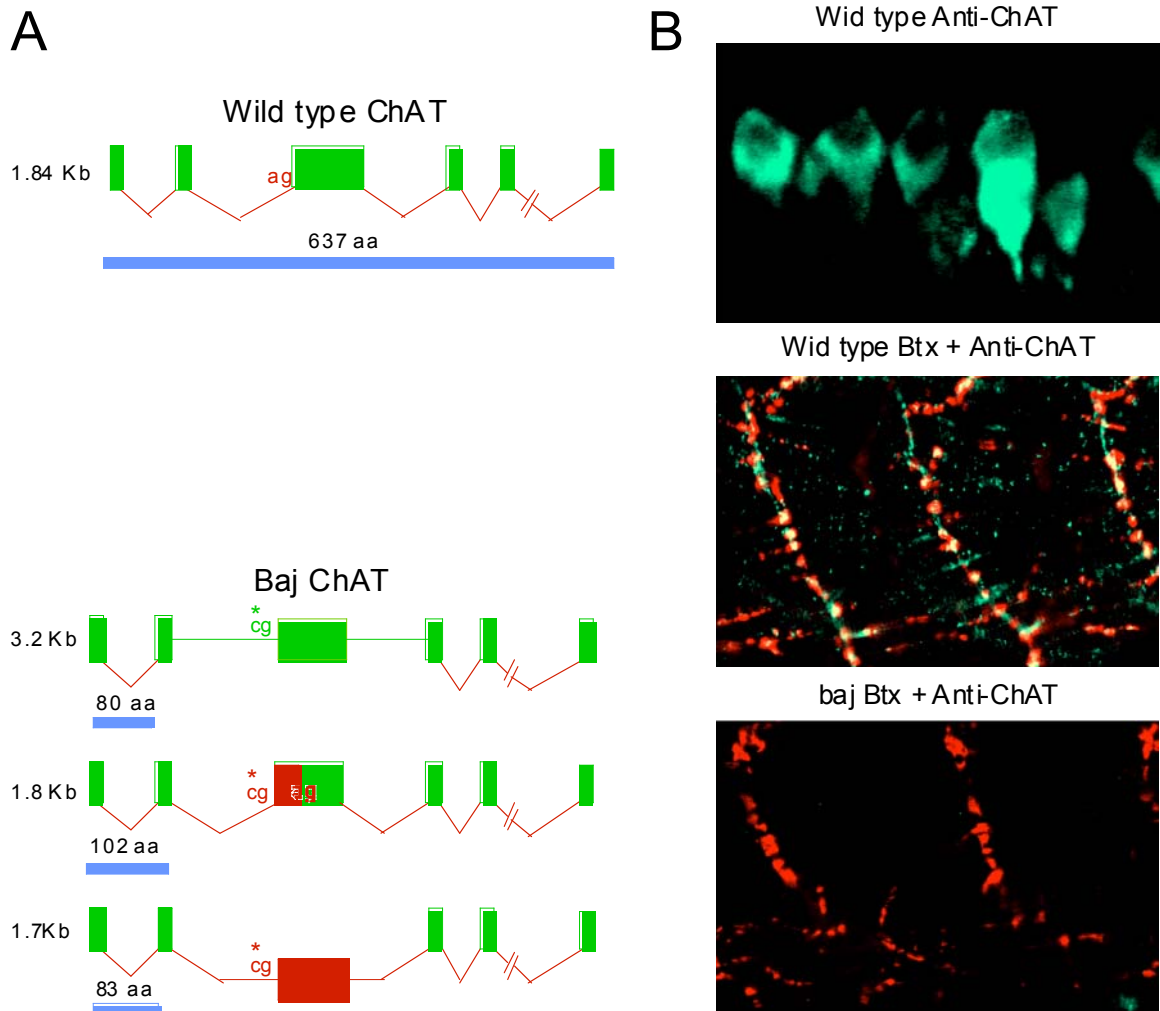 A
Wild type ChAT
1.84 Kb
ag
637 aa
Baj ChAT
3.2 Kb
*
cg
80 aa
1.8 Kb
*
cg
g
102 aa
1.7Kb
*
cg
83 aa
B
Wid type Anti-ChAT
Wid type Btx + Anti-ChAT
baj Btx + Anti-ChAT